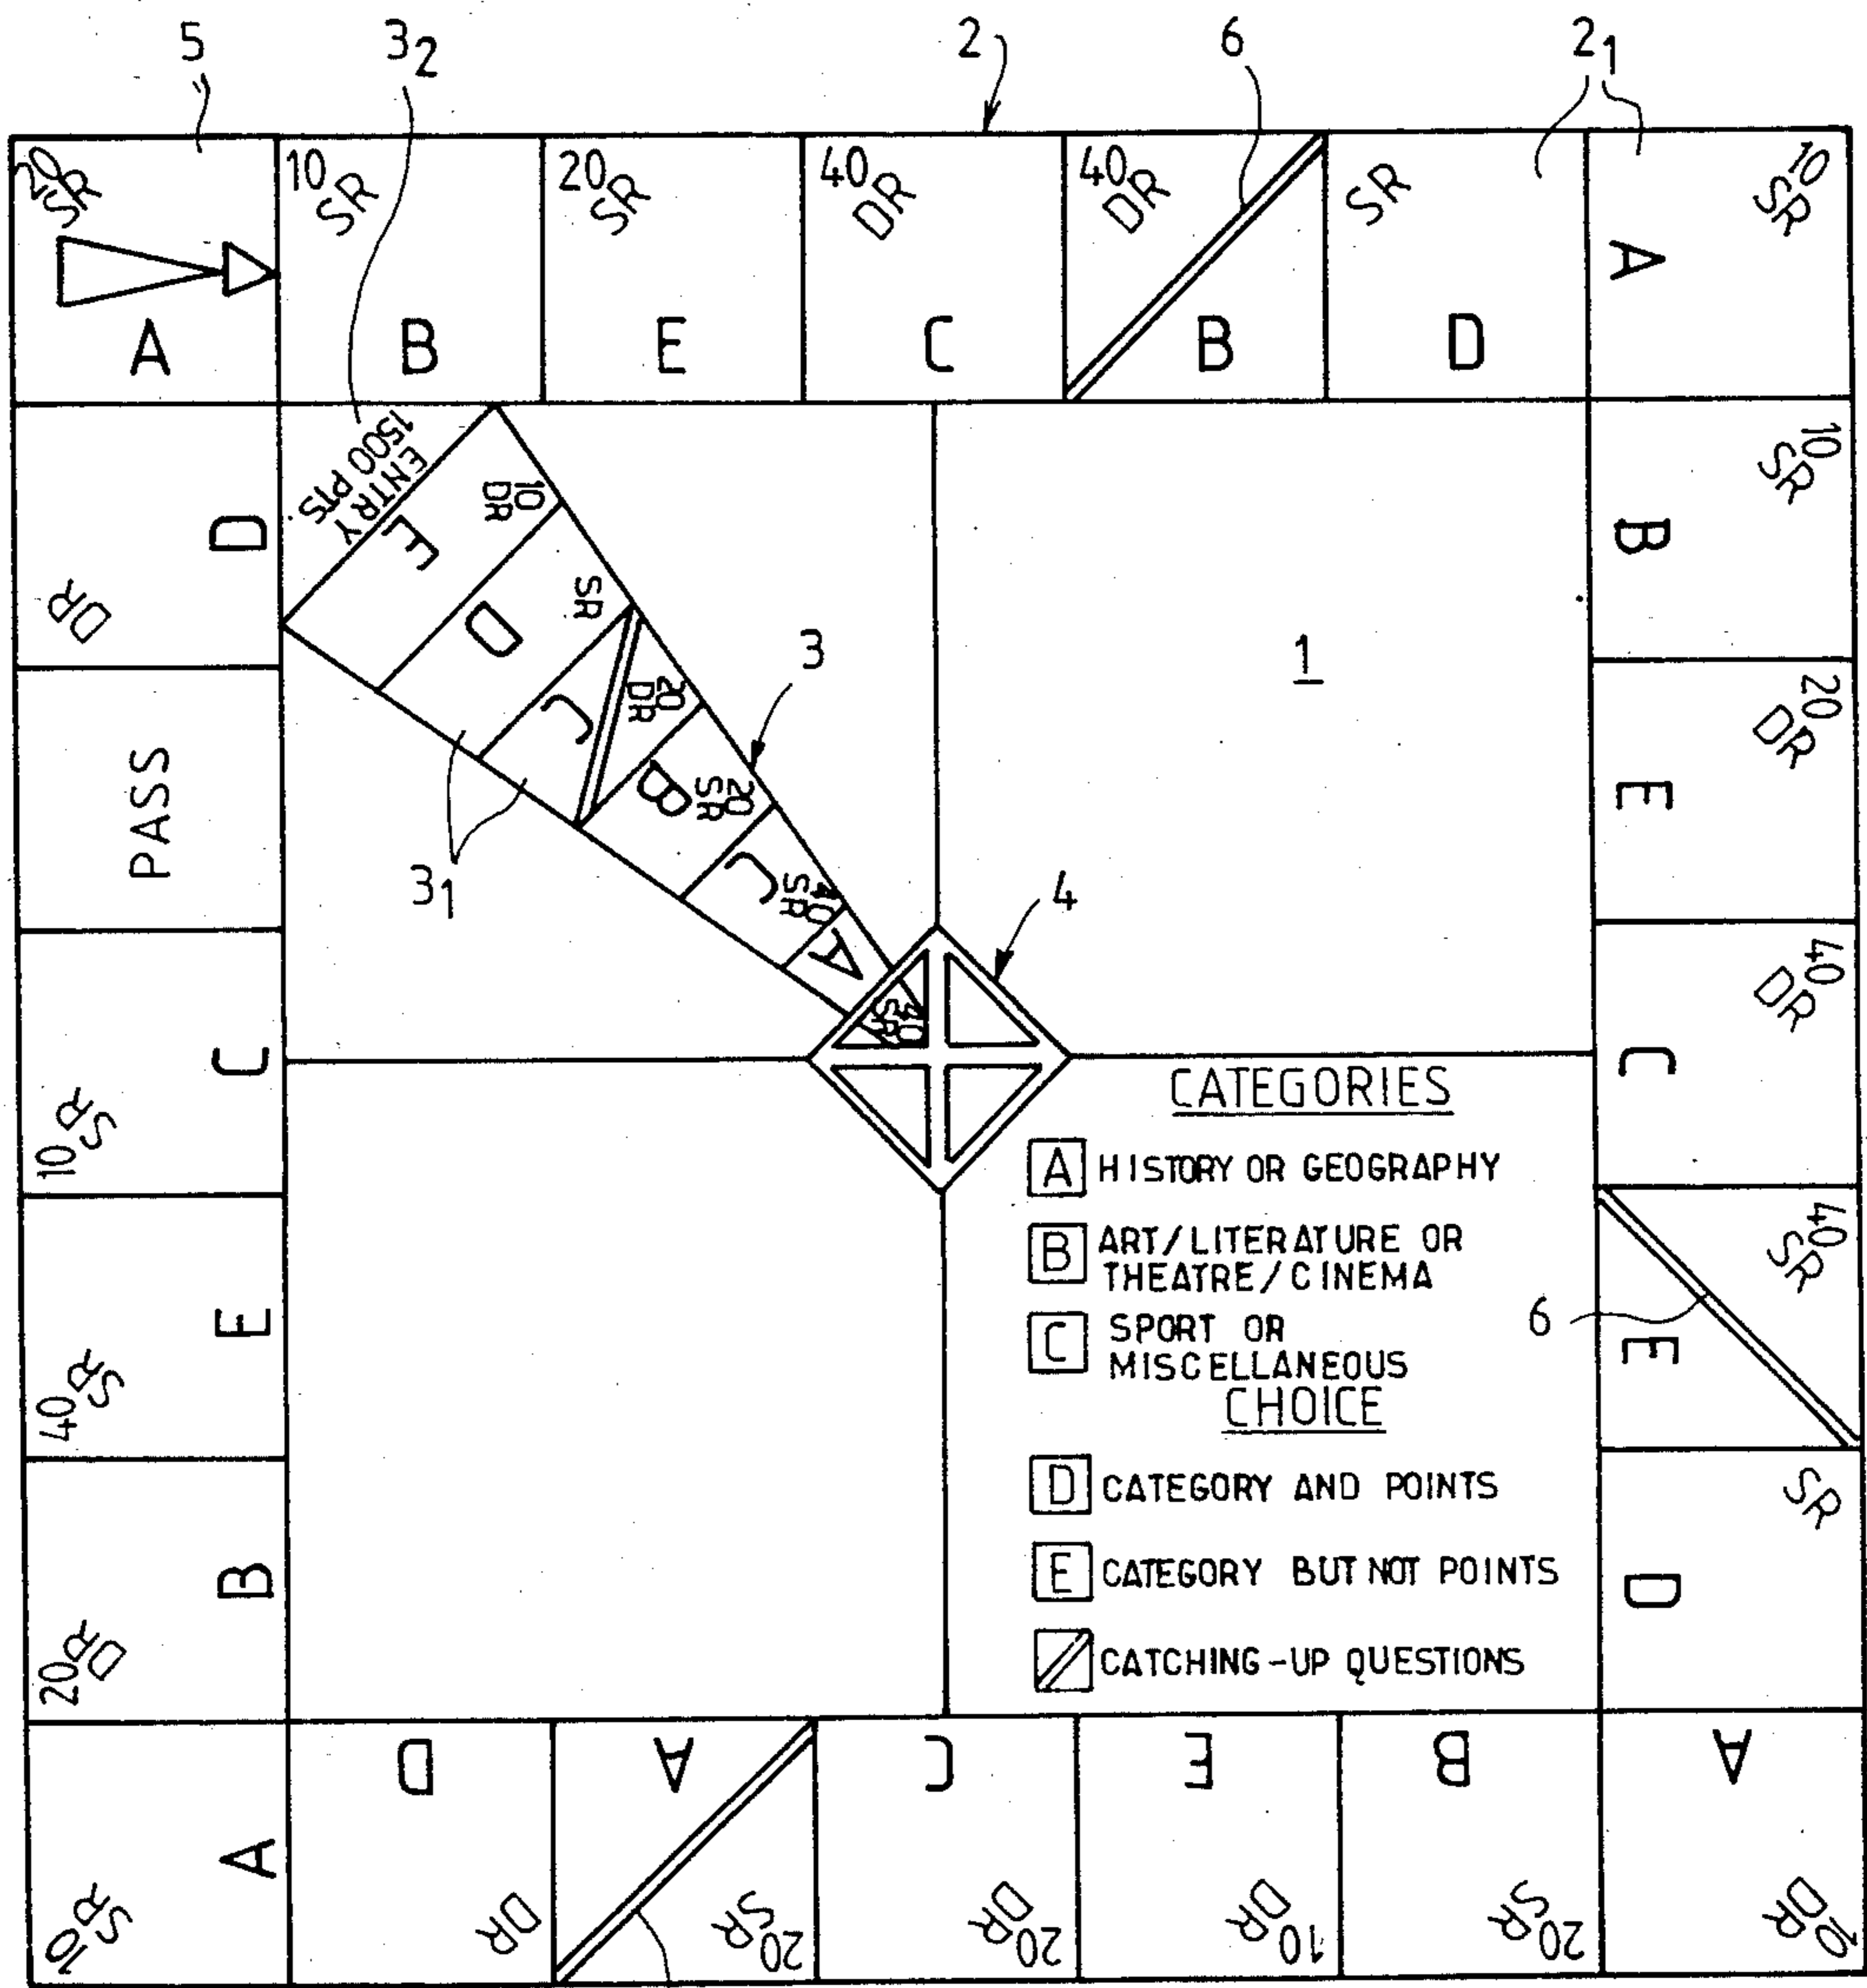 5
3₂
2
6
2₁
20 SR
A
10 SR
B
20 SR
E
40 DR
C
40 DR
B
SR
D
10 SR
A
10 SR
B
20 DR
E
40 DR
C
40 SR
E
6
SR
D
10 DR
A
20 SR
B
10 DR
E
20 DR
C
20 SR
A
DR
D
10 SR
A
20 DR
B
40 SR
E
10 SR
C
PASS
DR
D
ENTRY
1500 PTS
E
10 DR
D
SR
C
20 DR
B
20 SR
C
40 SR
A
40 SR
3
3₁
1
4
CATEGORIES
A HISTORY OR GEOGRAPHY
B ART/LITERATURE OR
THEATRE/CINEMA
C SPORT OR
MISCELLANEOUS
CHOICE
D CATEGORY AND POINTS
E CATEGORY BUT NOT POINTS
CATCHING-UP QUESTIONS